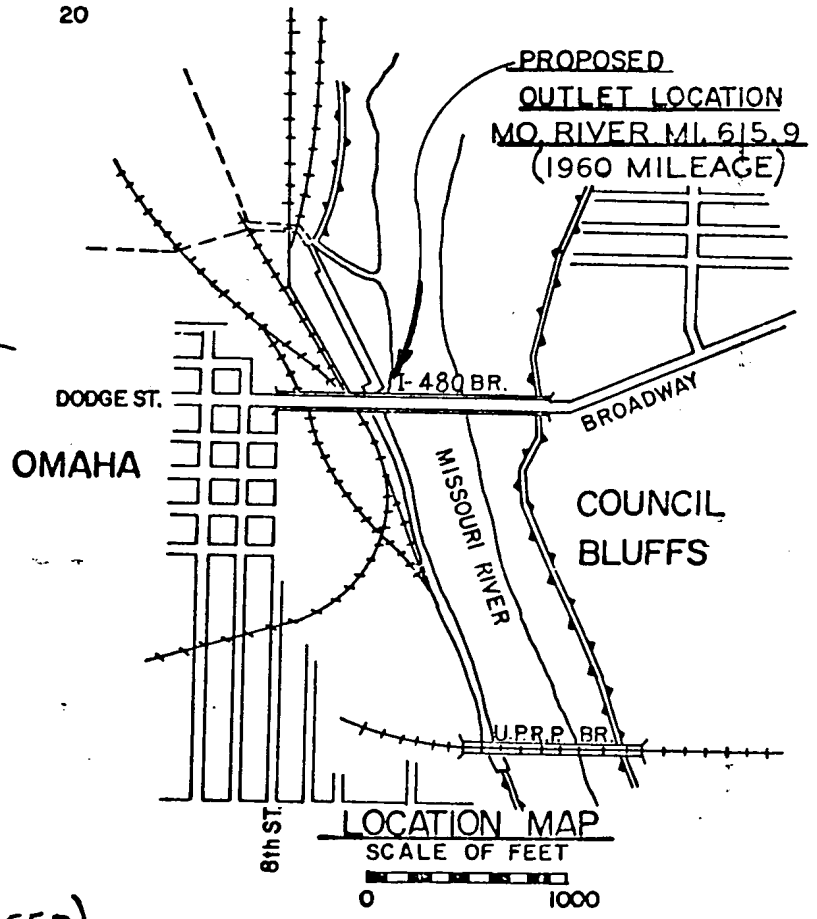 20
PROPOSED
OUTLET LOCATION
MO. RIVER MI. 615.9
(1960 MILEAGE)
I-480 BR.
DODGE ST.
BROADWAY
OMAHA
MISSOURI RIVER
COUNCIL
BLUFFS
U.P.R.P. BR.
8th ST.
LOCATION MAP
SCALE OF FEET
0 1000